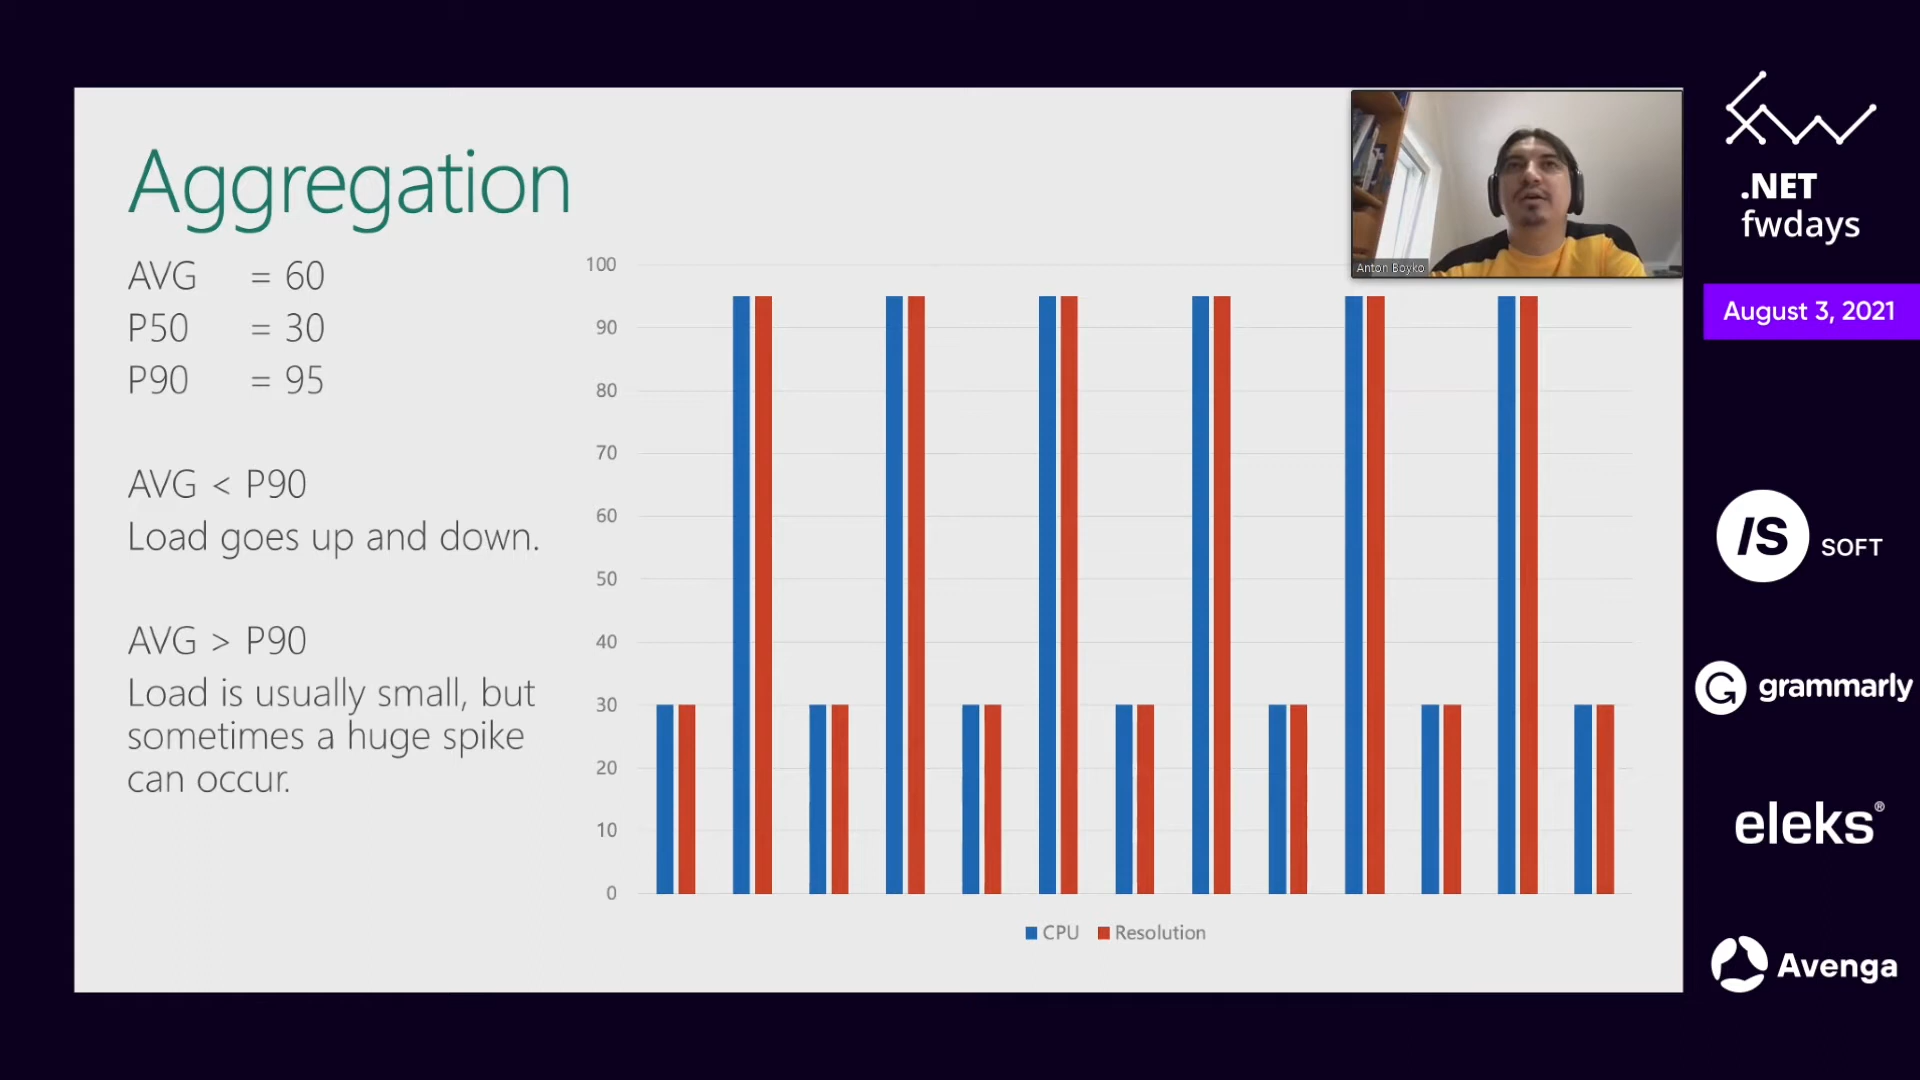 Aggregation
AVG = 60
P50 = 30
P90 = 95
AVG < P90
Load goes up and down.
AVG > P90
Load is usually small, but
sometimes a huge spike
can occur.
100
90
80
70
60
50
40
30
20
10
0
CPU Resolution
Anton Boyko
.NET
fwdays
August 3, 2021
/S SOFT
G grammarly
eleks®
Avenga